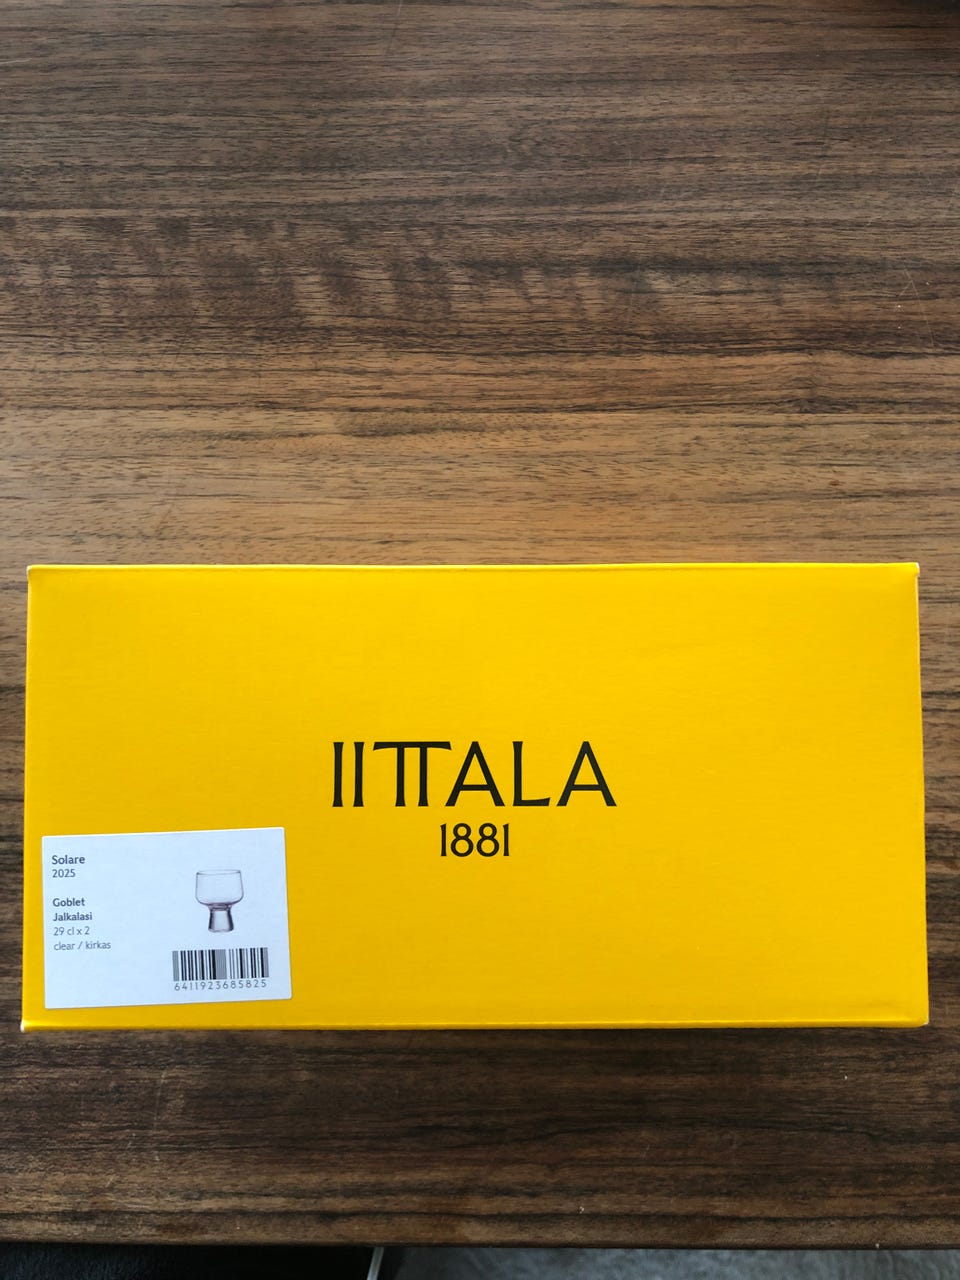 IITTALA
1881
Solare
2025
Goblet
Jalkalasi
29 cl x 2
clear / kirkas
6411923685825